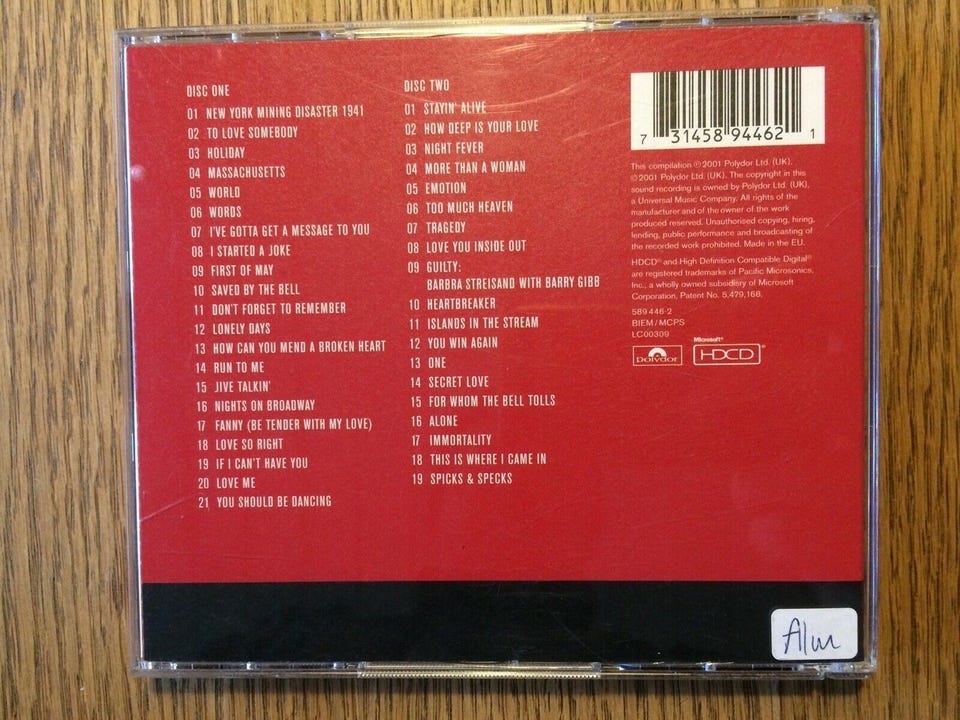 DISC ONE
01 NEW YORK MINING DISASTER 1941
02 TO LOVE SOMEBODY
03 HOLIDAY
04 MASSACHUSETTS
05 WORLD
06 WORDS
07 I'VE GOTTA GET A MESSAGE TO YOU
08 I STARTED A JOKE
09 FIRST OF MAY
10 SAVED BY THE BELL
11 DON'T FORGET TO REMEMBER
12 LONELY DAYS
13 HOW CAN YOU MEND A BROKEN HEART
14 RUN TO ME
15 JIVE TALKIN'
16 NIGHTS ON BROADWAY
17 FANNY (BE TENDER WITH MY LOVE)
18 LOVE SO RIGHT
19 IF I CAN'T HAVE YOU
20 LOVE ME
21 YOU SHOULD BE DANCING
DISC TWO
01 STAYIN' ALIVE
02 HOW DEEP IS YOUR LOVE
03 NIGHT FEVER
04 MORE THAN A WOMAN
05 EMOTION
06 TOO MUCH HEAVEN
07 TRAGEDY
08 LOVE YOU INSIDE OUT
09 GUILTY:
BARBRA STREISAND WITH BARRY GIBB
10 HEARTBREAKER
11 ISLANDS IN THE STREAM
12 YOU WIN AGAIN
13 ONE
14 SECRET LOVE
15 FOR WHOM THE BELL TOLLS
16 ALONE
17 IMMORTALITY
18 THIS IS WHERE I CAME IN
19 SPICKS & SPECKS
7 31458 94462 1
This compilation ℗ 2001 Polydor Ltd. (UK).
© 2001 Polydor Ltd. (UK). The copyright in this
sound recording is owned by Polydor Ltd. (UK),
a Universal Music Company. All rights of the
manufacturer and of the owner of the work
produced reserved. Unauthorised copying, hiring,
lending, public performance and broadcasting of
the recorded work prohibited. Made in the EU.
HDCD® and High Definition Compatible Digital®
are registered trademarks of Pacific Microsonics,
Inc., a wholly owned subsidisry of Microsoft
Corporation, Patent No. 5,479,168.
589 446-2
BIEM / MCPS
LC00309
Polydor
Microsoft®
HDCD®